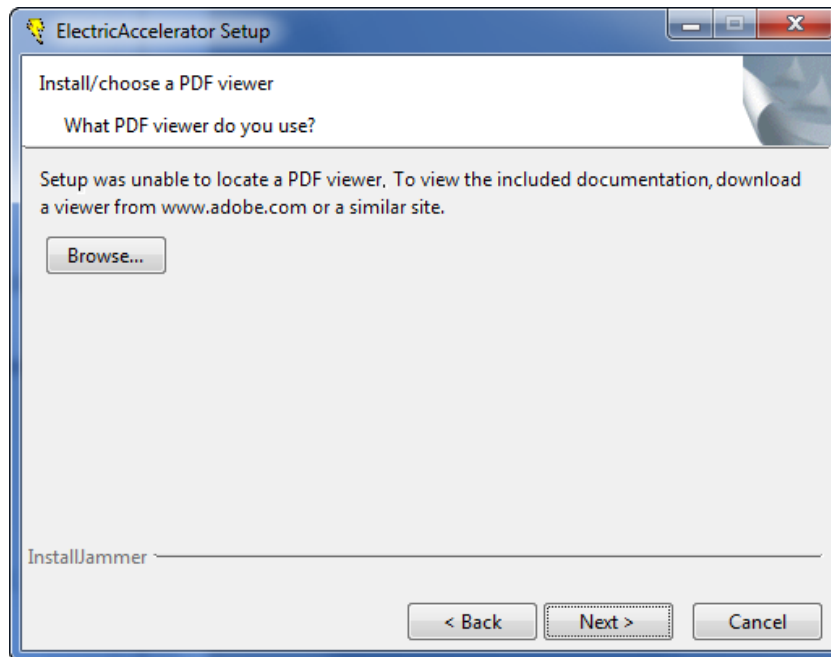 ElectricAccelerator Setup
Install/choose a PDF viewer
What PDF viewer do you use?
Setup was unable to locate a PDF viewer. To view the included documentation, download
a viewer from www.adobe.com or a similar site.
Browse...
InstallJammer
< Back
Next >
Cancel